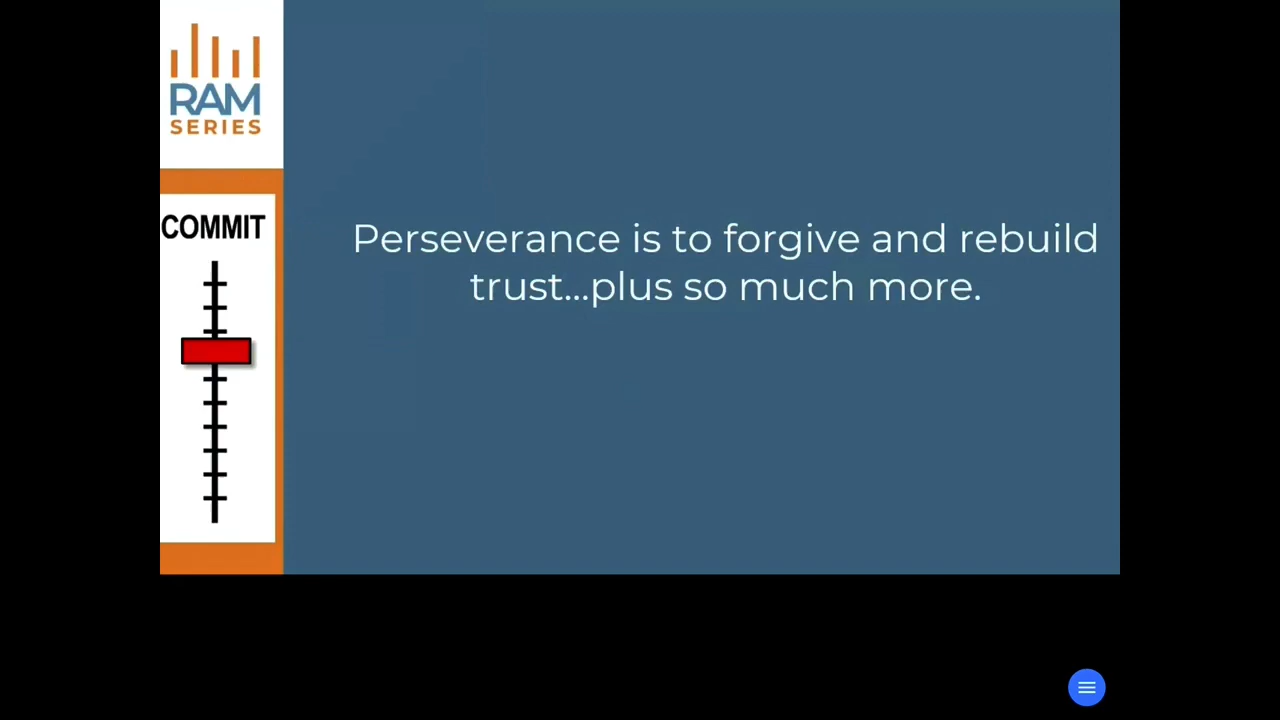 RAM
SERIES
COMMIT
Perseverance is to forgive and rebuild
trust...plus so much more.